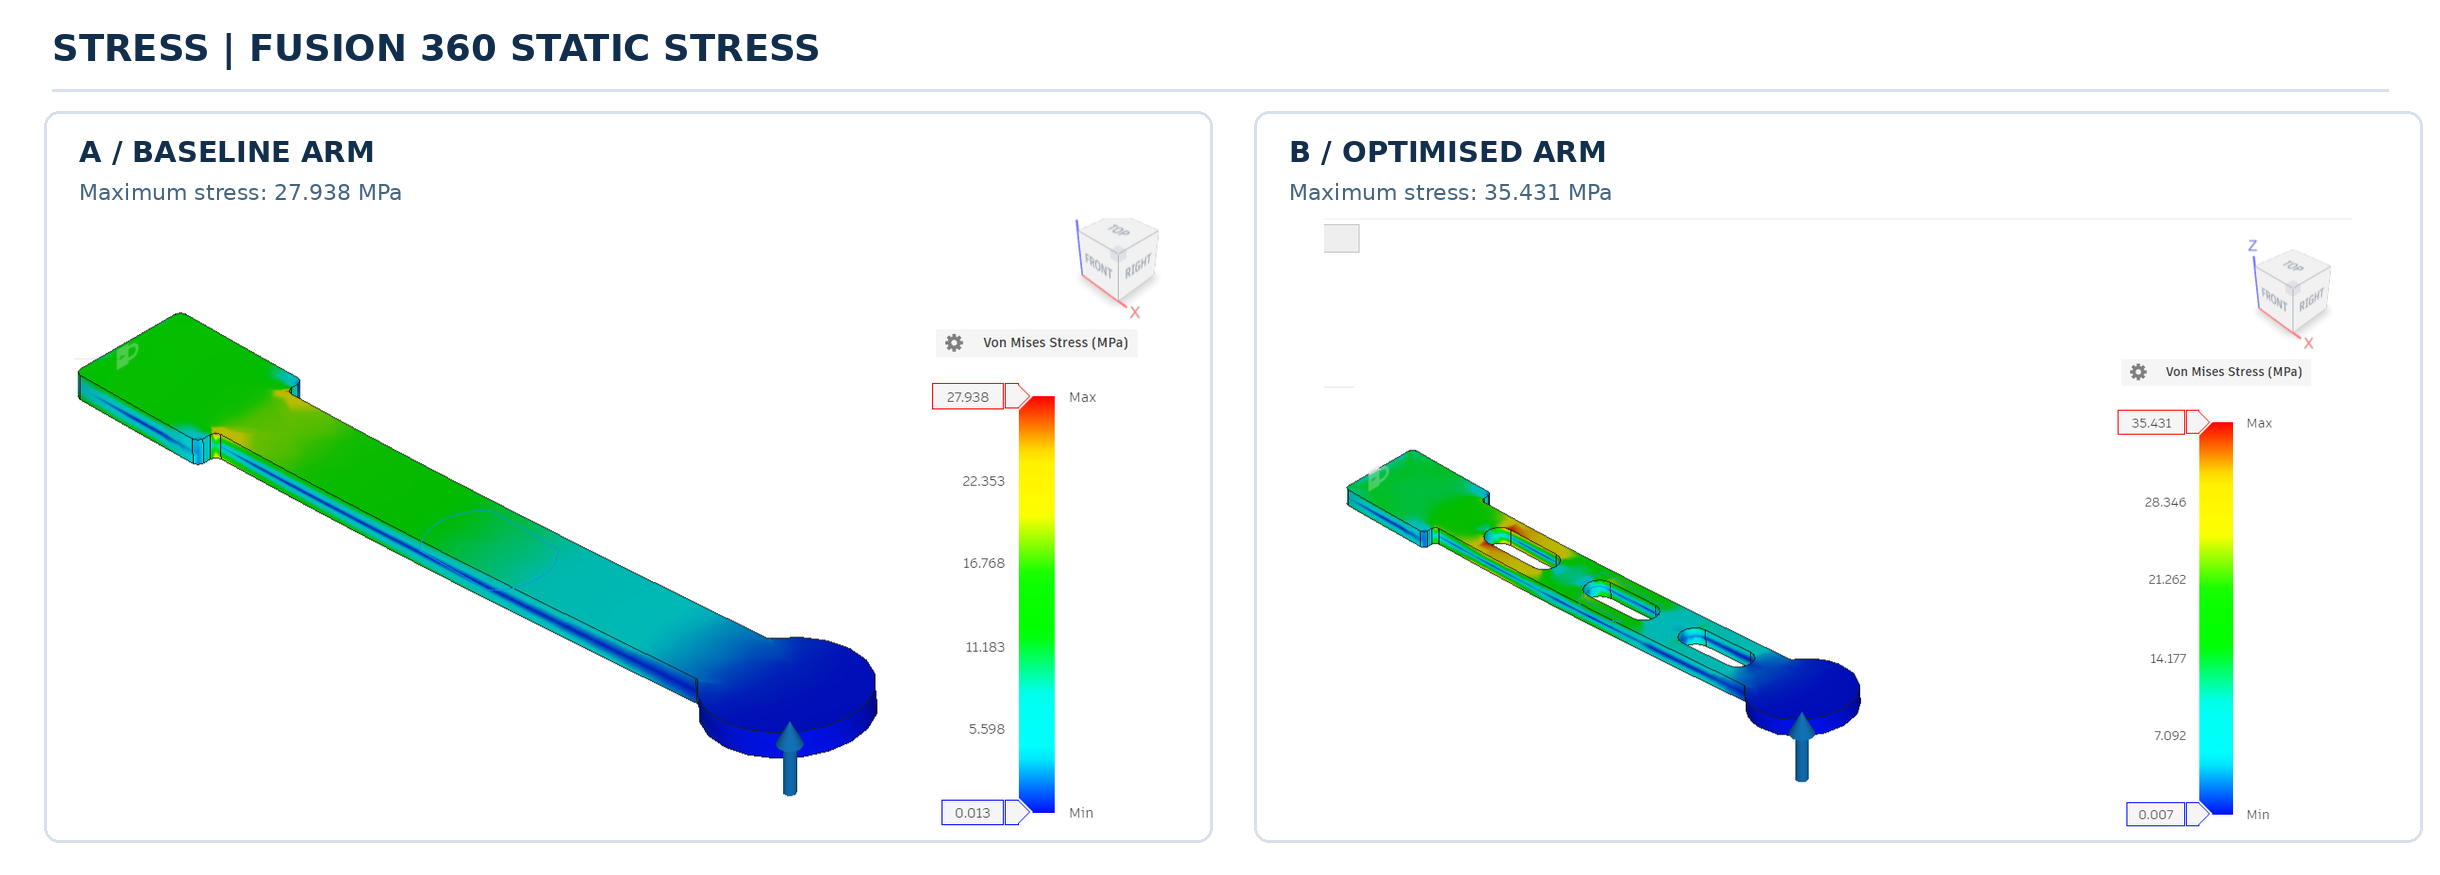 STRESS | FUSION 360 STATIC STRESS
A / BASELINE ARM
Maximum stress: 27.938 MPa
TOP
FRONT
RIGHT
X
Von Mises Stress (MPa)
27.938
Max
22.353
16.768
11.183
5.598
0.013
Min
B / OPTIMISED ARM
Maximum stress: 35.431 MPa
Z
TOP
FRONT
RIGHT
X
Von Mises Stress (MPa)
35.431
Max
28.346
21.262
14.177
7.092
0.007
Min